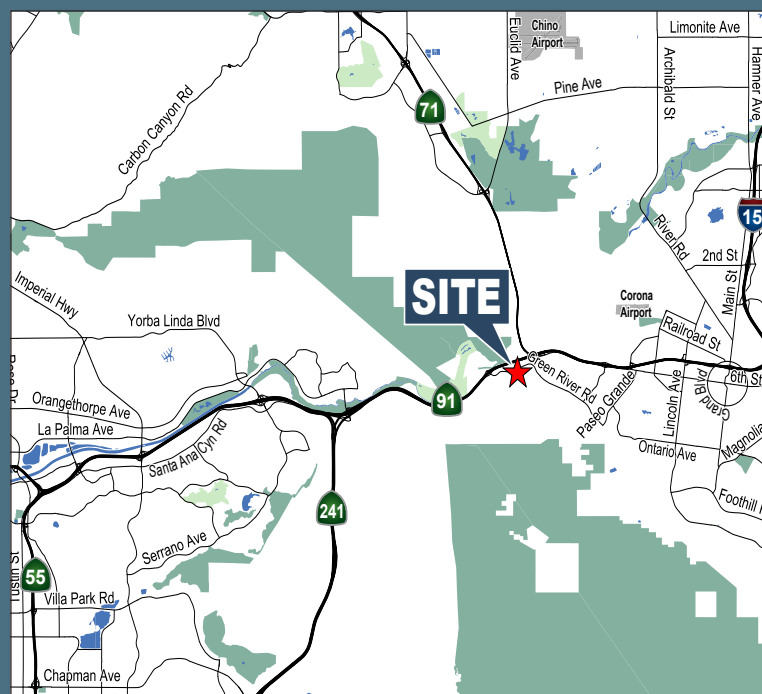 Euclid Ave
Chino
Airport
Limonite Ave
Archibald St
Hamner Ave
Pine Ave
Carbon Canyon Rd
71
15
River Rd
2nd St
Main St
Imperial Hwy
SITE
Corona
Airport
Yorba Linda Blvd
Railroad St
Green River Rd
6th St
Grand Blvd
Lincoln Ave
Paseo Grande
91
Orangethorpe Ave
La Palma Ave
Santa Ana Cyn Rd
Ontario Ave
Magnolia
Foothill
241
Serrano Ave
55
Villa Park Rd
Chapman Ave